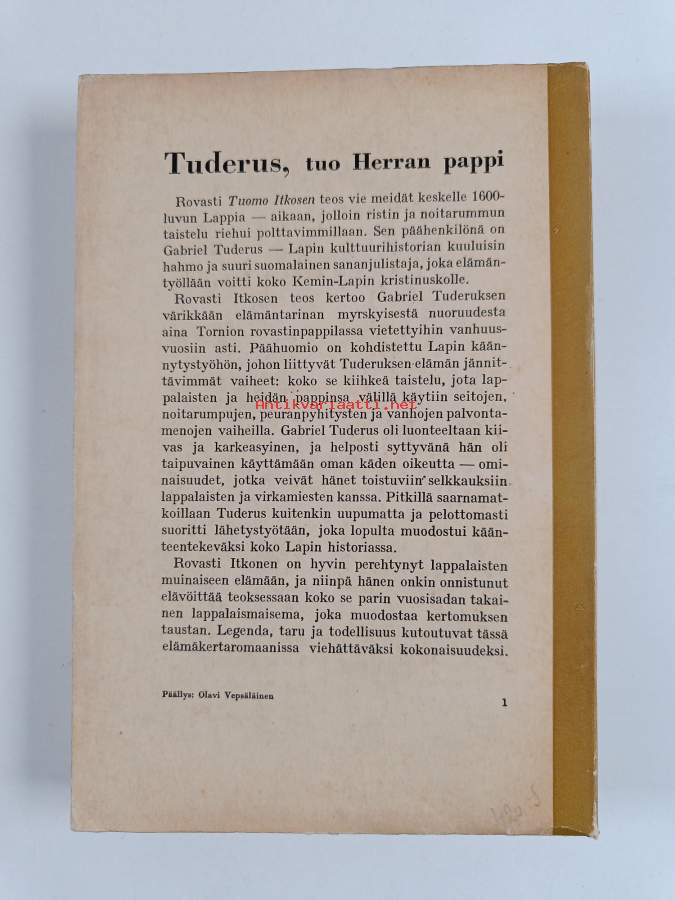 Tuderus, tuo Herran pappi
Rovasti Tuomo Itkosen teos vie meidät keskelle 1600-
luvun Lappia — aikaan, jolloin ristin ja noitarummun
taistelu riehui polttavimmillaan. Sen päähenkilönä on
Gabriel Tuderus — Lapin kulttuurihistorian kuuluisin
hahmo ja suuri suomalainen sananjulistaja, joka elämän-
työllään voitti koko Kemin-Lapin kristinuskolle.
Rovasti Itkosen teos kertoo Gabriel Tuderuksen
värikkään elämäntarinan myrskyisestä nuoruudesta
aina Tornion rovastinpappilassa vietettyihin vanhuus-
vuosiin asti. Päähuomio on kohdistettu Lapin kään-
nytystyöhön, johon liittyvät Tuderuksen elämän jännit-
tävimmät vaiheet: koko se kiihkeä taistelu, jota lap-
palaisten ja heidän pappinsa välillä käytiin seitojen,
Antikvariaatti.net
noitarumpujen, peuranpyhitysten ja vanhojen palvonta-
menojen vaiheilla. Gabriel Tuderus oli luonteeltaan kii-
vas ja karkeasyinen, ja helposti syttyvänä hän oli
taipuvainen käyttämään oman käden oikeutta — omi-
naisuudet, jotka veivät hänet toistuviin selkkauksiin
lappalaisten ja virkamiesten kanssa. Pitkillä saarnamat-
koillaan Tuderus kuitenkin uupumatta ja pelottomasti
suoritti lähetystyötään, joka lopulta muodostui kään-
teentekeväksi koko Lapin historiassa.
Rovasti Itkonen on hyvin perehtynyt lappalaisten
muinaiseen elämään, ja niinpä hänen onkin onnistunut
elävöittää teoksessaan koko se parin vuosisadan takai-
nen lappalaismaisema, joka muodostaa kertomuksen
taustan. Legenda, taru ja todellisuus kutoutuvat tässä
elämäkertaromaanissa viehättäväksi kokonaisuudeksi.
Päällys: Olavi Vepsäläinen
1